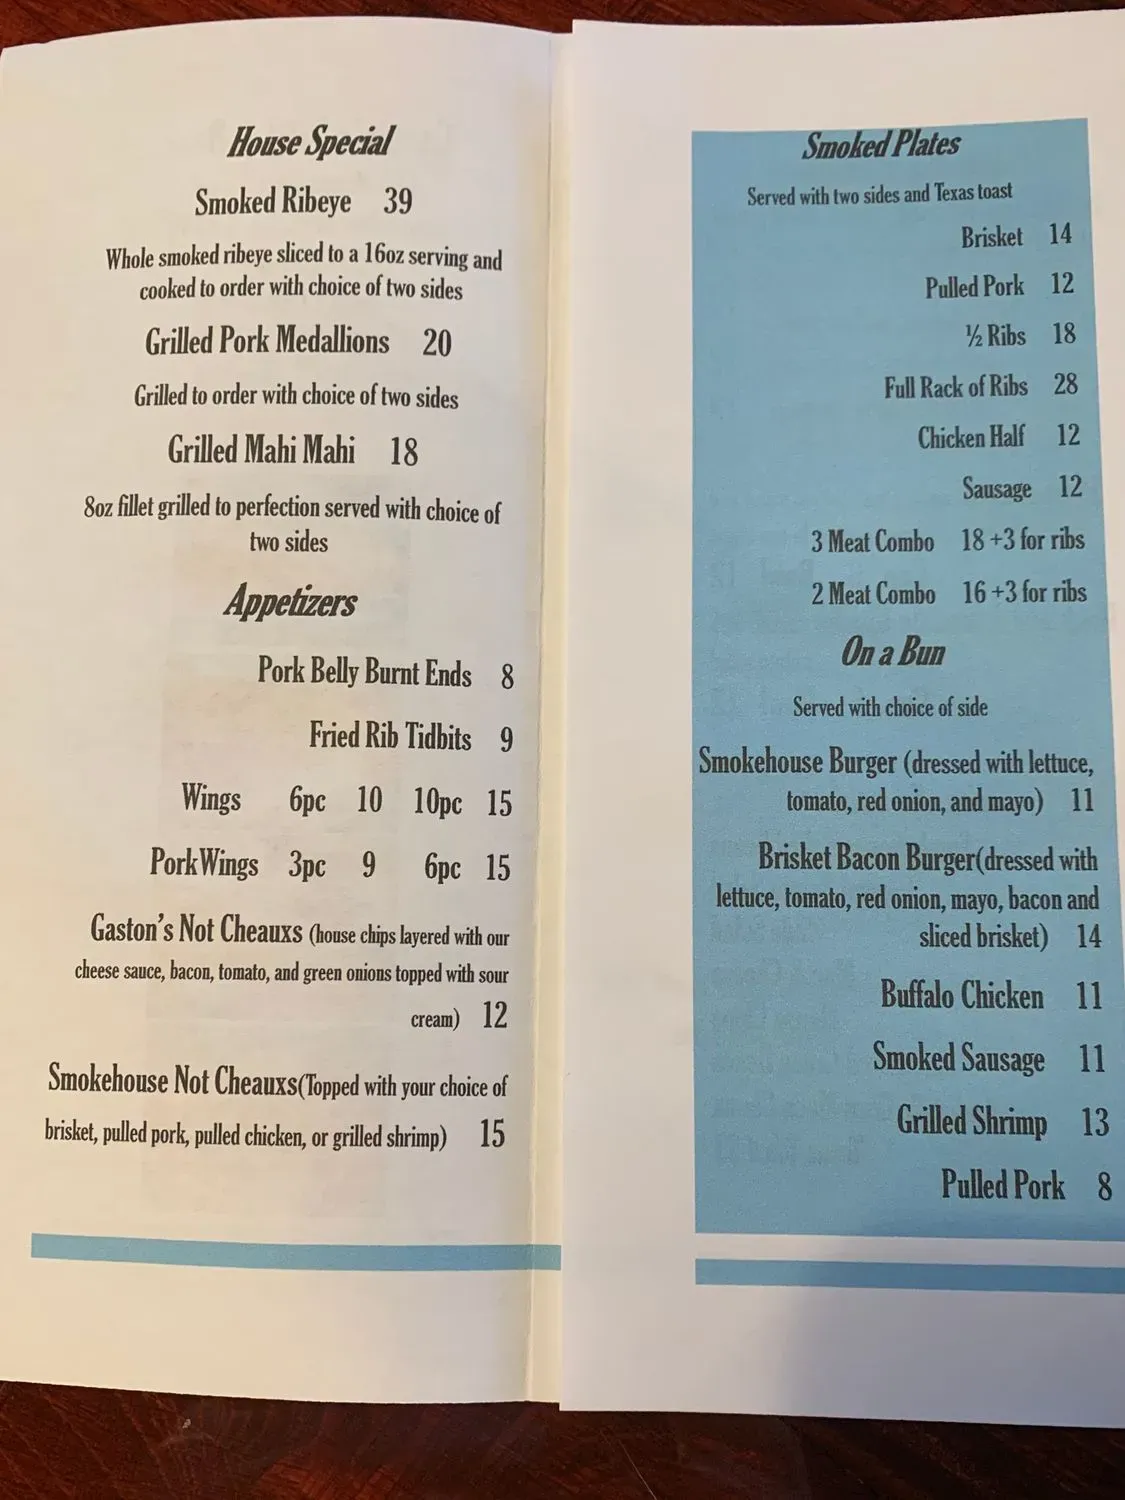 House Special
Smoked Ribeye 39
Whole smoked ribeye sliced to a 16oz serving and
cooked to order with choice of two sides
Grilled Pork Medallions 20
Grilled to order with choice of two sides
Grilled Mahi Mahi 18
8oz fillet grilled to perfection served with choice of
two sides
Appetizers
Pork Belly Burnt Ends 8
Fried Rib Tidbits 9
Wings 6pc 10 10pc 15
PorkWings 3pc 9 6pc 15
Gaston's Not Cheauxs (house chips layered with our
cheese sauce, bacon, tomato, and green onions topped with sour
cream) 12
Smokehouse Not Cheauxs(Topped with your choice of
brisket, pulled pork, pulled chicken, or grilled shrimp) 15
Smoked Plates
Served with two sides and Texas toast
Brisket 14
Pulled Pork 12
½ Ribs 18
Full Rack of Ribs 28
Chicken Half 12
Sausage 12
3 Meat Combo 18 +3 for ribs
2 Meat Combo 16 +3 for ribs
On a Bun
Served with choice of side
Smokehouse Burger (dressed with lettuce,
tomato, red onion, and mayo) 11
Brisket Bacon Burger(dressed with
lettuce, tomato, red onion, mayo, bacon and
sliced brisket) 14
Buffalo Chicken 11
Smoked Sausage 11
Grilled Shrimp 13
Pulled Pork 8